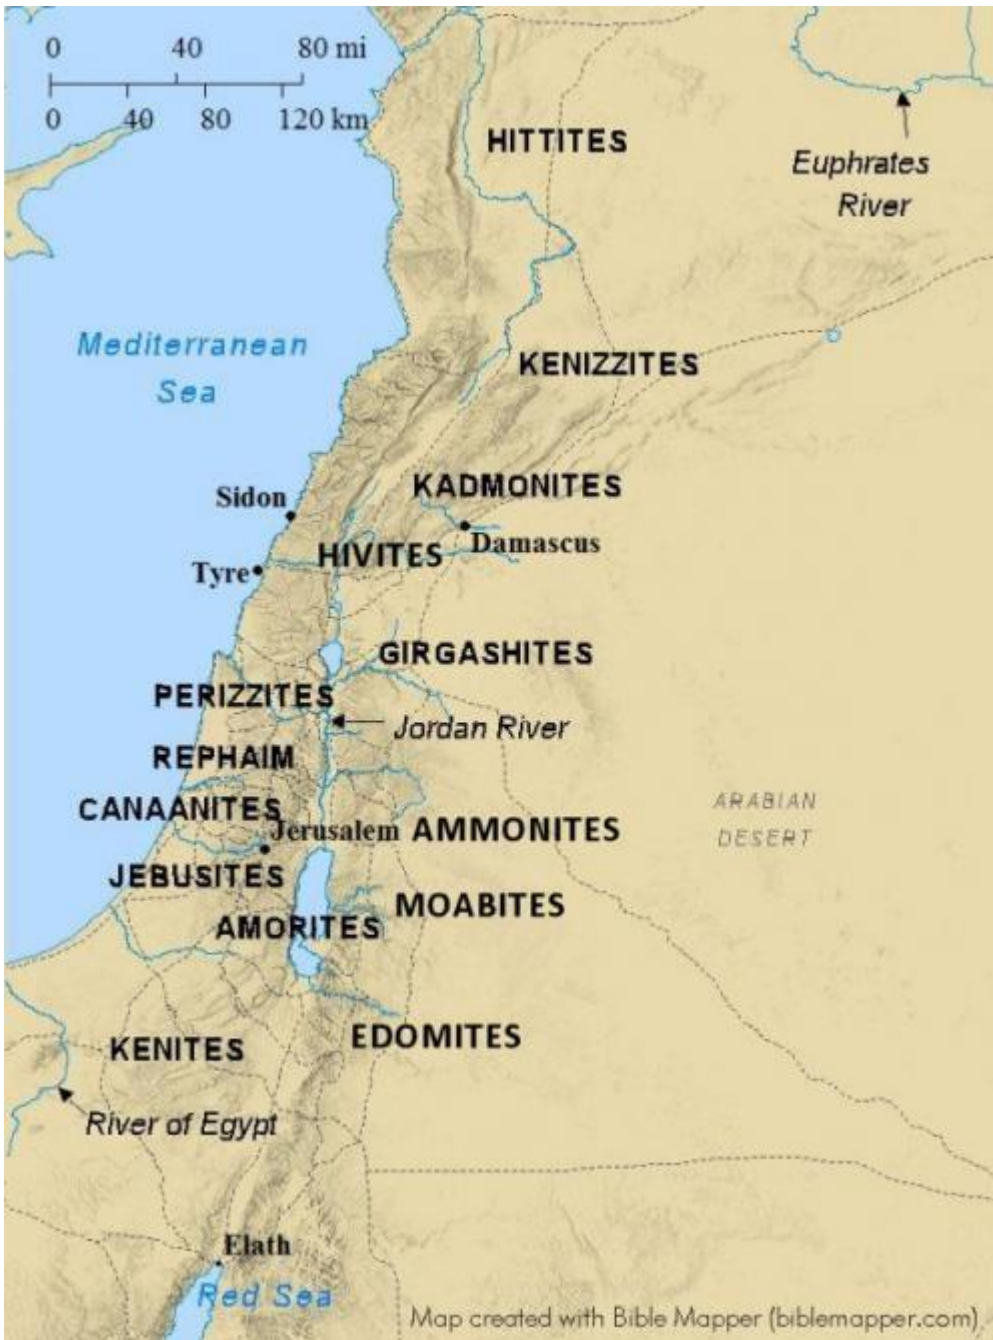 0 40 80 mi
0 40 80 120 km
HITTITES
Euphrates
River
Mediterranean
Sea
KENIZZITES
KADMONITES
Sidon
Damascus
HIVITES
Tyre
GIRGASHITES
PERIZZITES
Jordan River
REPHAIM
ARABIAN
DESERT
CANAANITES
Jerusalem
AMMONITES
JEBUSITES
MOABITES
AMORITES
EDOMITES
KENITES
River of Egypt
Elath
Red Sea
Map created with Bible Mapper (biblemapper.com)